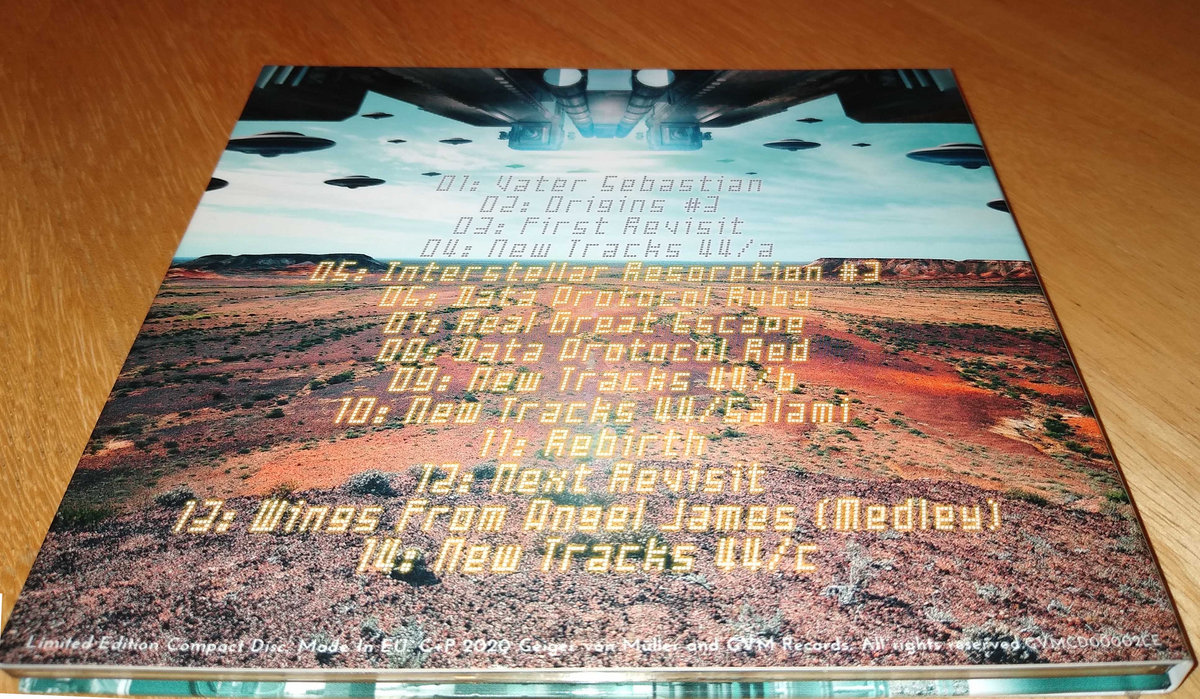 01: Vater Sebastian
02: Origins #3
03: First Revisit
04: New Tracks 44/a
05: Interstellar Resoration #3
06: Data Protocol Ruby
07: Real Great Escape
08: Data Protocol Red
09: New Tracks 44/b
10: New Tracks 44/Salami
11: Rebirth
12: Next Revisit
13: Wings From Angel James (Medley)
14: New Tracks 44/c
Limited Edition Compact Disc. Made In EU. C+P 2020 Geiger von Müller and GVM Records. All rights reserved. GVMCD00002CE